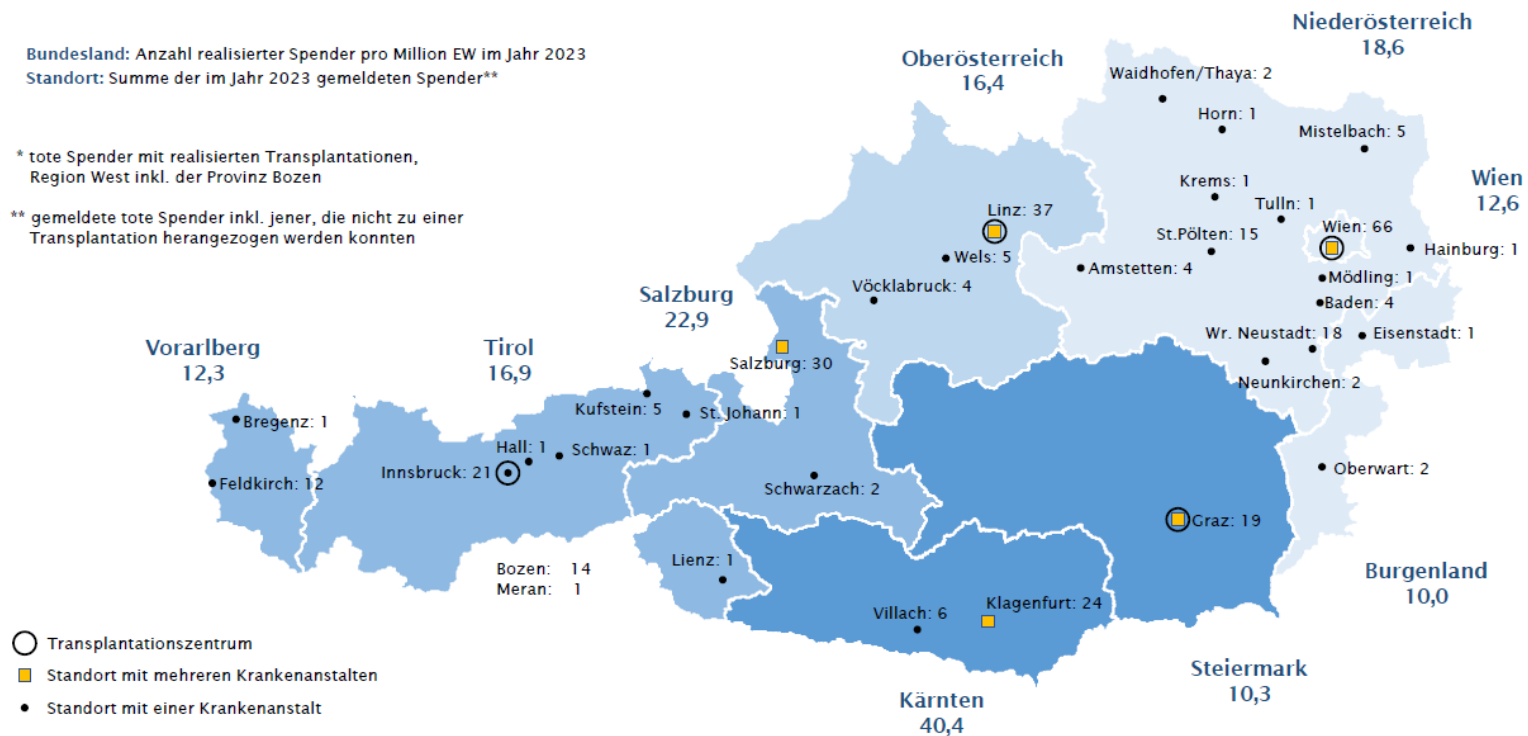 Bundesland: Anzahl realisierter Spender pro Million EW im Jahr 2023
Standort: Summe der im Jahr 2023 gemeldeten Spender**
* tote Spender mit realisierten Transplantationen,
Region West inkl. der Provinz Bozen
** gemeldete tote Spender inkl. jener, die nicht zu einer
Transplantation herangezogen werden konnten
Niederösterreich
18,6
Oberösterreich
16,4
Waidhofen/Thaya: 2
Horn: 1
Mistelbach: 5
Krems: 1
Tulln: 1
Wien
12,6
Linz: 37
Wien: 66
St.Pölten: 15
Hainburg: 1
Wels: 5
Amstetten: 4
Mödling: 1
Vöcklabruck: 4
Baden: 4
Salzburg
22,9
Wr. Neustadt: 18
Eisenstadt: 1
Vorarlberg
12,3
Tirol
16,9
Salzburg: 30
Neunkirchen: 2
Kufstein: 5
St. Johann: 1
Bregenz: 1
Hall: 1
Schwaz: 1
Innsbruck: 21
Feldkirch: 12
Schwarzach: 2
Oberwart: 2
Graz: 19
Lienz: 1
Bozen: 14
Meran: 1
Burgenland
10,0
Villach: 6
Klagenfurt: 24
Transplantationszentrum
Standort mit mehreren Krankenanstalten
Standort mit einer Krankenanstalt
Steiermark
10,3
Kärnten
40,4